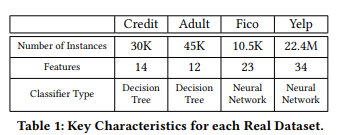 Credit Adult Fico Yelp
Number of Instances 30K 45K 10.5K 22.4M
Features 14 12 23 34
Classifier Type Decision Tree Decision Tree Neural Network Neural Network
Table 1: Key Characteristics for each Real Dataset.